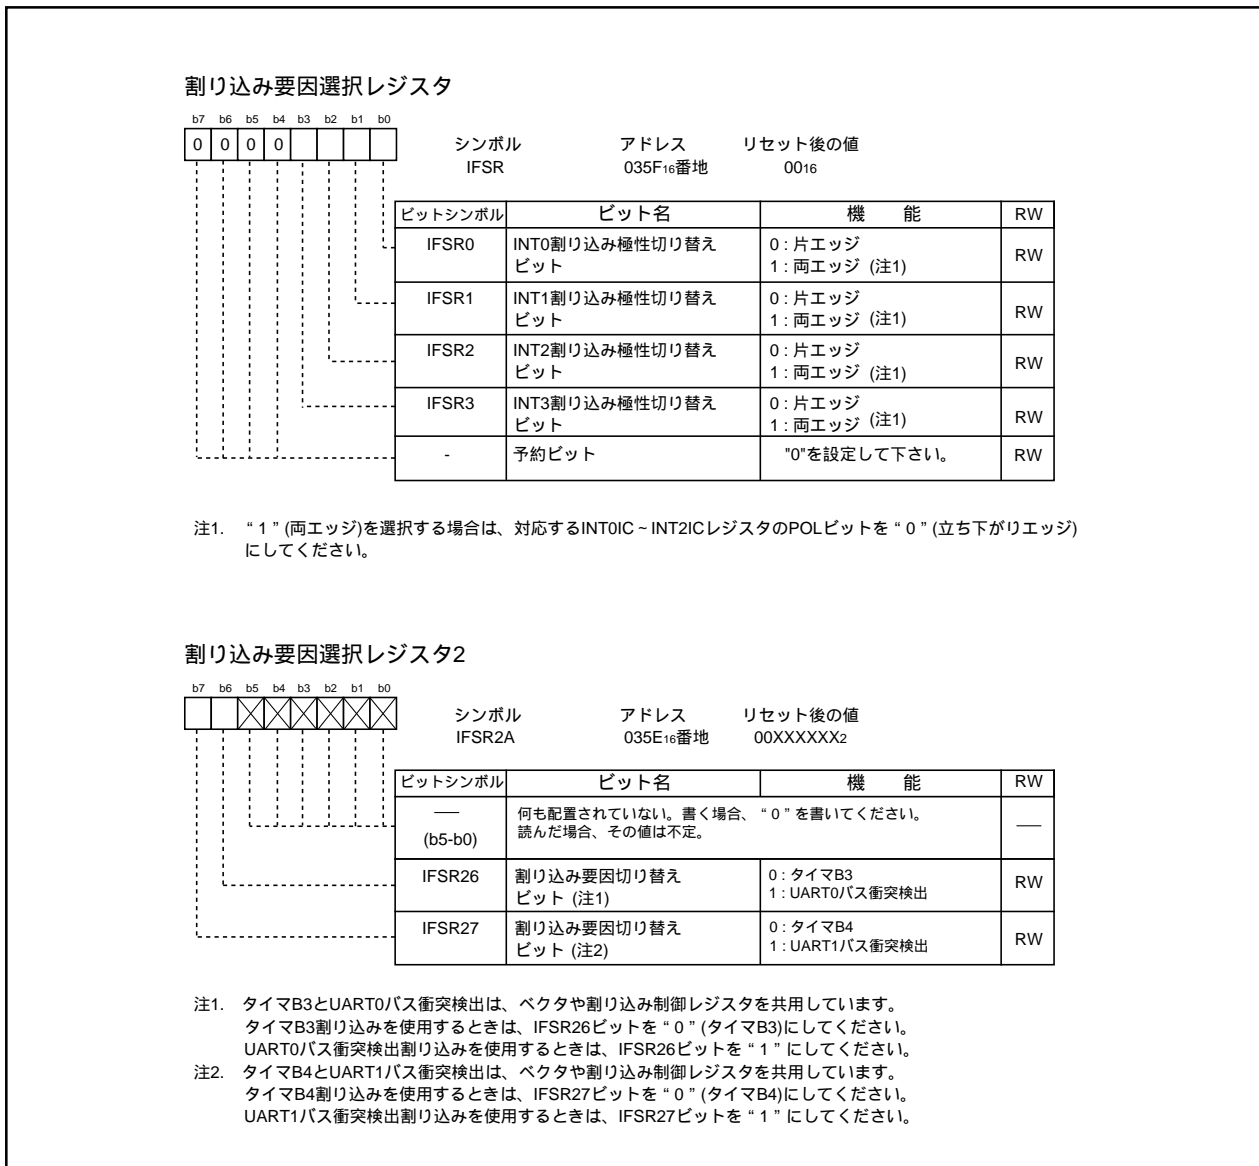 割り込み要因選択レジスタ
b7 b6 b5 b4 b3 b2 b1 b0
0 0 0 0
シンボル アドレス リセット後の値
IFSR 035F16番地 0016
ビットシンボル ビット名 機 能 RW
IFSR0 INT0割り込み極性切り替え 0 : 片エッジ RW
ビット 1 : 両エッジ (注1)
IFSR1 INT1割り込み極性切り替え 0 : 片エッジ RW
ビット 1 : 両エッジ (注1)
IFSR2 INT2割り込み極性切り替え 0 : 片エッジ RW
ビット 1 : 両エッジ (注1)
IFSR3 INT3割り込み極性切り替え 0 : 片エッジ RW
ビット 1 : 両エッジ (注1)
- 予約ビット "0"を設定して下さい。 RW
注1. “ 1 ” (両エッジ)を選択する場合は、対応するINT0IC ~ INT2ICレジスタのPOLビットを “ 0 ” (立ち下がりエッジ)
にしてください。
割り込み要因選択レジスタ2
b7 b6 b5 b4 b3 b2 b1 b0
シンボル アドレス リセット後の値
IFSR2A 035E16番地 00XXXXXX2
ビットシンボル ビット名 機 能 RW
― 何も配置されていない。書く場合、“ 0 ” を書いてください。 ―
(b5-b0) 読んだ場合、その値は不定。
IFSR26 割り込み要因切り替え 0 : タイマB3 RW
ビット (注1) 1 : UART0バス衝突検出
IFSR27 割り込み要因切り替え 0 : タイマB4 RW
ビット (注2) 1 : UART1バス衝突検出
注1. タイマB3とUART0バス衝突検出は、ベクタや割り込み制御レジスタを共用しています。
タイマB3割り込みを使用するときは、IFSR26ビットを “ 0 ” (タイマB3)にしてください。
UART0バス衝突検出割り込みを使用するときは、IFSR26ビットを “ 1 ” にしてください。
注2. タイマB4とUART1バス衝突検出は、ベクタや割り込み制御レジスタを共用しています。
タイマB4割り込みを使用するときは、IFSR27ビットを “ 0 ” (タイマB4)にしてください。
UART1バス衝突検出割り込みを使用するときは、IFSR27ビットを “ 1 ” にしてください。